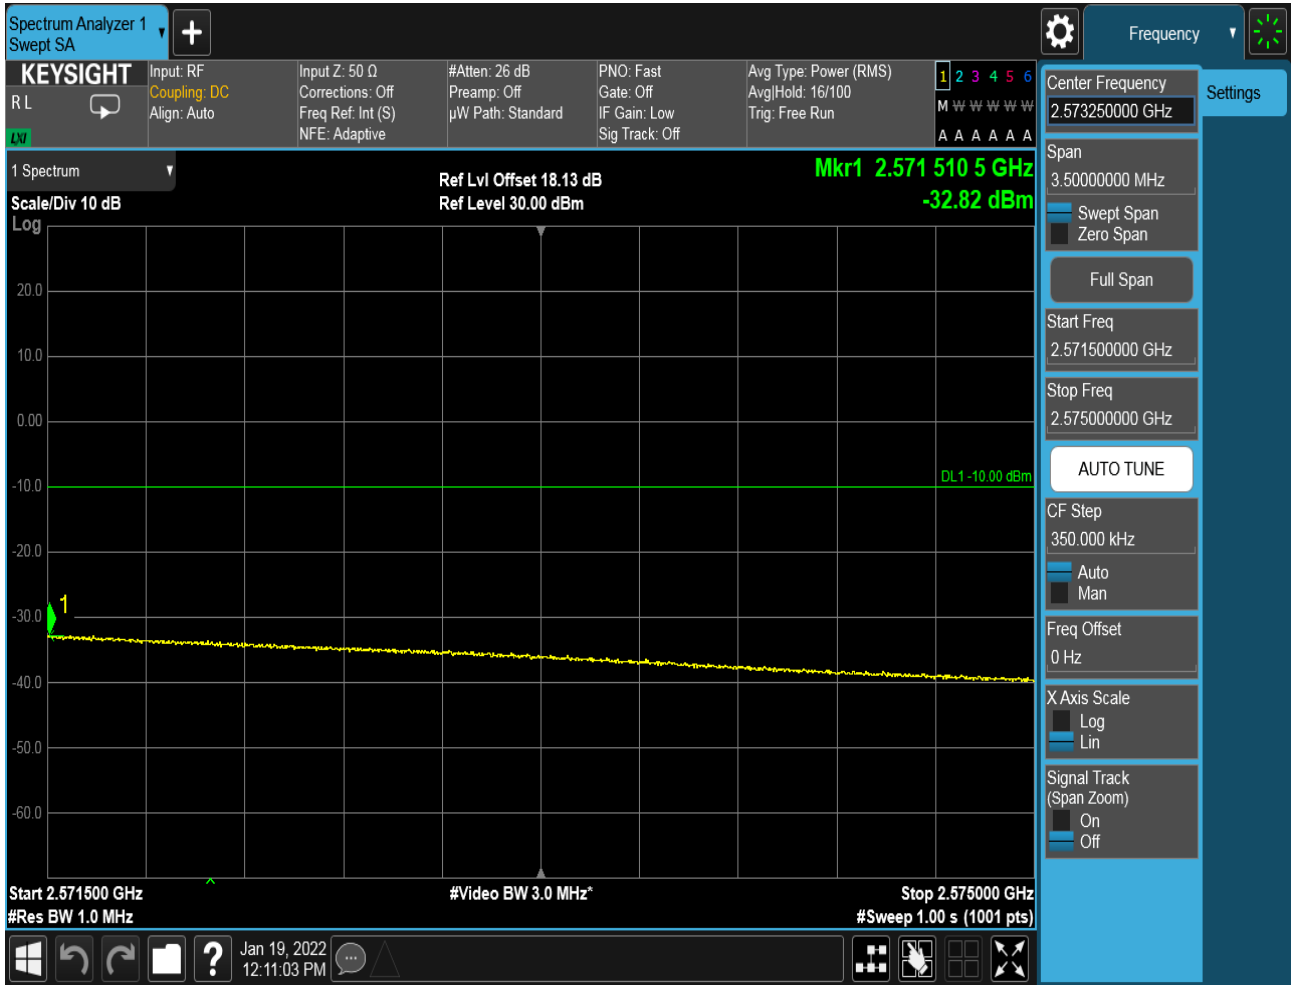 Spectrum Analyzer 1
Swept SA
Frequency
KEYSIGHT
R L
LXI
Input: RF
Coupling: DC
Align: Auto
Input Z: 50 Ω
Corrections: Off
Freq Ref: Int (S)
NFE: Adaptive
#Atten: 26 dB
Preamp: Off
µW Path: Standard
PNO: Fast
Gate: Off
IF Gain: Low
Sig Track: Off
Avg Type: Power (RMS)
Avg|Hold: 16/100
Trig: Free Run
1 2 3 4 5 6
M W W W W W
A A A A A A
1 Spectrum
Scale/Div 10 dB
Log
Ref Lvl Offset 18.13 dB
Ref Level 30.00 dBm
Mkr1 2.571 510 5 GHz
-32.82 dBm
20.0
10.0
0.00
-10.0
DL1 -10.00 dBm
-20.0
1
-30.0
-40.0
-50.0
-60.0
Start 2.571500 GHz
#Video BW 3.0 MHz*
Stop 2.575000 GHz
#Res BW 1.0 MHz
#Sweep 1.00 s (1001 pts)
?
Jan 19, 2022
12:11:03 PM
Center Frequency
2.573250000 GHz
Settings
Span
3.50000000 MHz
Swept Span
Zero Span
Full Span
Start Freq
2.571500000 GHz
Stop Freq
2.575000000 GHz
AUTO TUNE
CF Step
350.000 kHz
Auto
Man
Freq Offset
0 Hz
X Axis Scale
Log
Lin
Signal Track
(Span Zoom)
On
Off